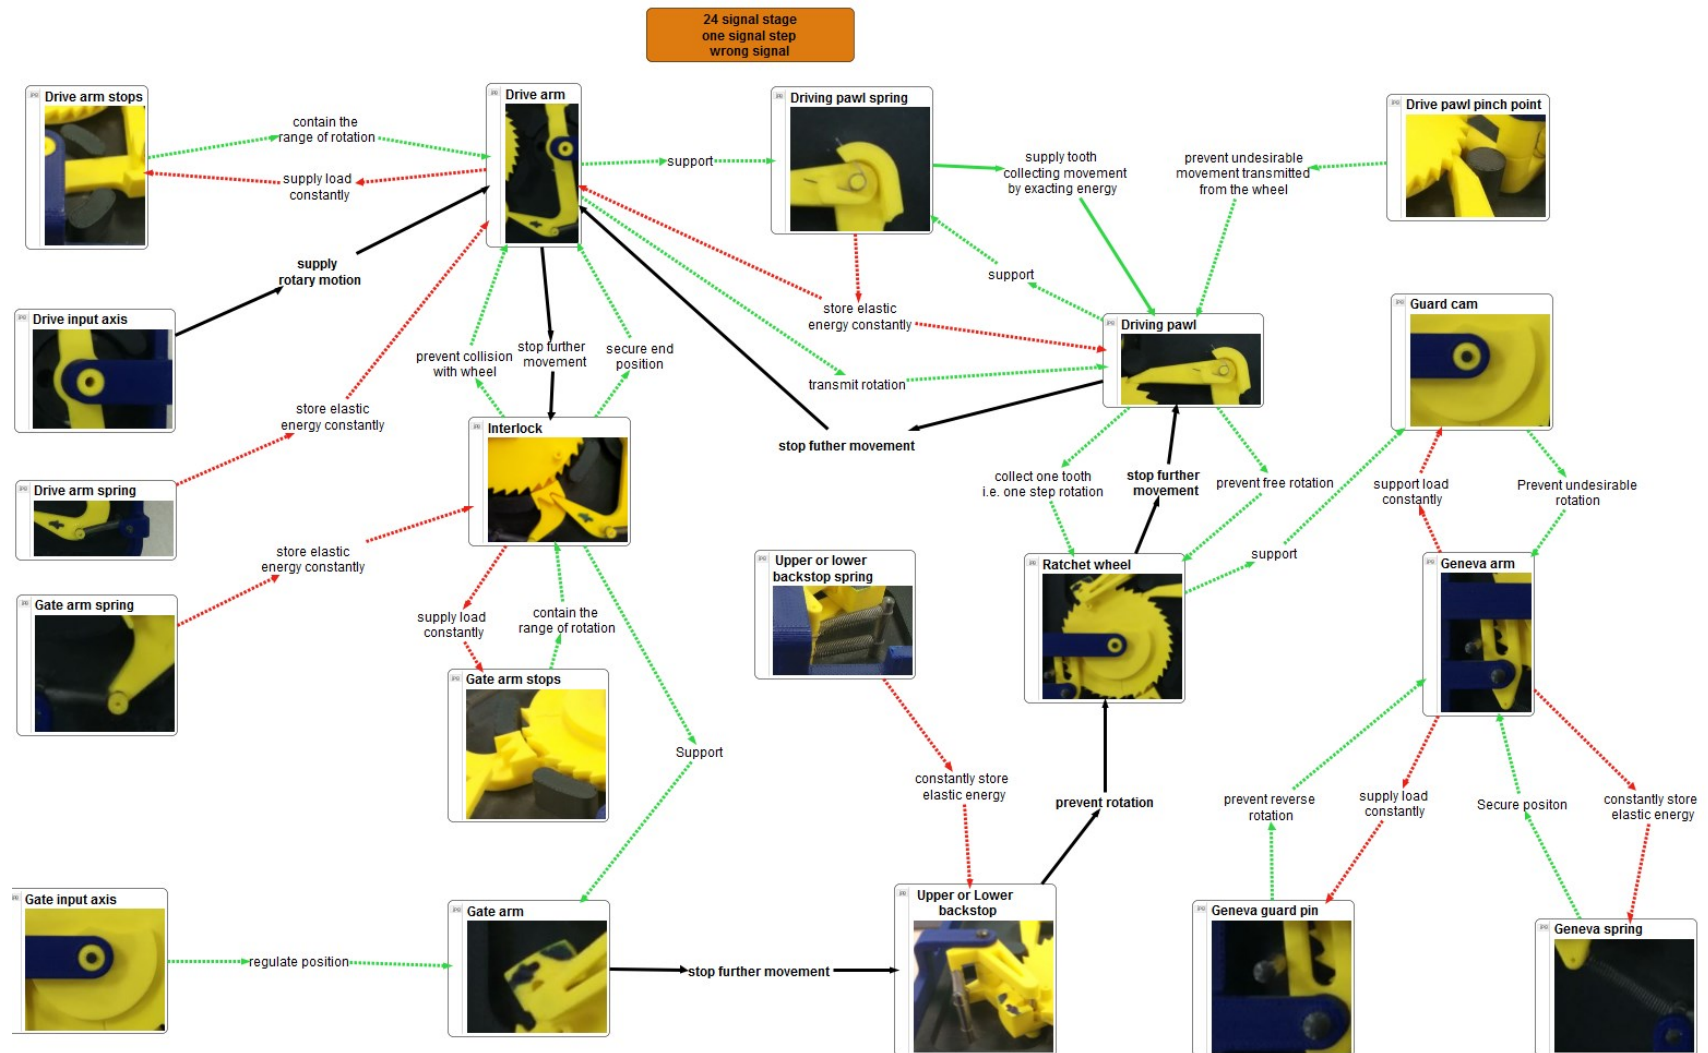 24 signal stage
one signal step
wrong signal
Drive arm stops
Drive arm
Driving pawl spring
Drive pawl pinch point
contain the
range of rotation
supply load
constantly
support
supply tooth
collecting movement
by exacting energy
prevent undesirable
movement transmitted
from the wheel
supply
rotary motion
support
store elastic
energy constantly
Drive input axis
prevent collision
with wheel
stop further
movement
secure end
position
transmit rotation
Driving pawl
Guard cam
store elastic
energy constantly
Interlock
stop futher movement
collect one tooth
i.e. one step rotation
stop further
movement
prevent free rotation
support load
constantly
Prevent undesirable
rotation
Drive arm spring
store elastic
energy constantly
Upper or lower
backstop spring
Ratchet wheel
support
Geneva arm
Gate arm spring
supply load
constantly
contain the
range of rotation
Gate arm stops
Support
constantly store
elastic energy
prevent rotation
prevent reverse
rotation
supply load
constantly
Secure positon
constantly store
elastic energy
Gate input axis
regulate position
Gate arm
stop further movement
Upper or Lower
backstop
Geneva guard pin
Geneva spring